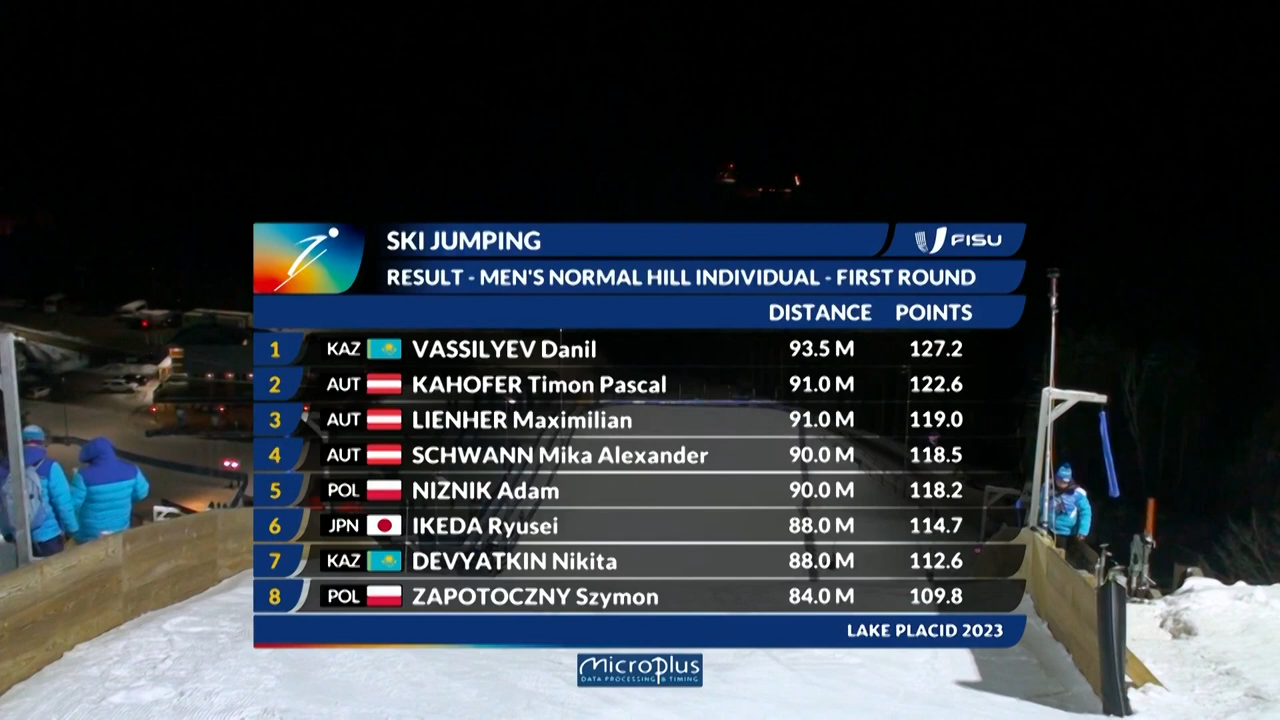 SKI JUMPING FISU
RESULT - MEN'S NORMAL HILL INDIVIDUAL - FIRST ROUND
DISTANCE POINTS
1 KAZ VASSILYEV Danil 93.5 M 127.2
2 AUT KAHOFER Timon Pascal 91.0 M 122.6
3 AUT LIENHER Maximilian 91.0 M 119.0
4 AUT SCHWANN Mika Alexander 90.0 M 118.5
5 POL NIZNIK Adam 90.0 M 118.2
6 JPN IKEDA Ryusei 88.0 M 114.7
7 KAZ DEVYATKIN Nikita 88.0 M 112.6
8 POL ZAPOTOCZNY Szymon 84.0 M 109.8
LAKE PLACID 2023
MicroPlus
DATA PROCESSING & TIMING